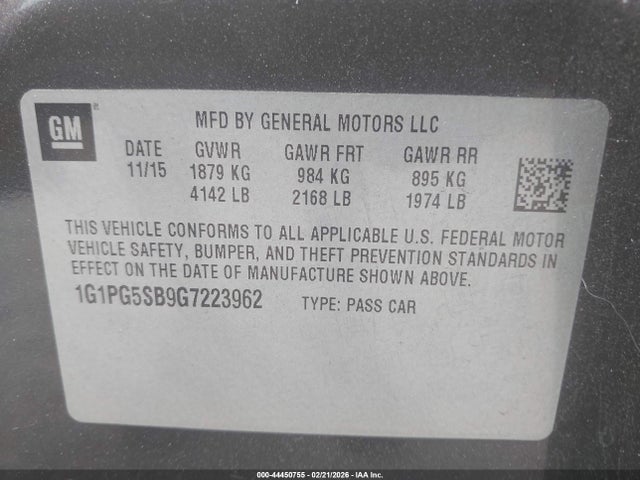 GM
MFD BY GENERAL MOTORS LLC
DATE GVWR GAWR FRT GAWR RR
11/15 1879 KG 984 KG 895 KG
4142 LB 2168 LB 1974 LB
THIS VEHICLE CONFORMS TO ALL APPLICABLE U.S. FEDERAL MOTOR
VEHICLE SAFETY, BUMPER, AND THEFT PREVENTION STANDARDS IN
EFFECT ON THE DATE OF MANUFACTURE SHOWN ABOVE.
1G1PG5SB9G7223962 TYPE: PASS CAR
000-44450755 - 02/21/2026 - IAA Inc.